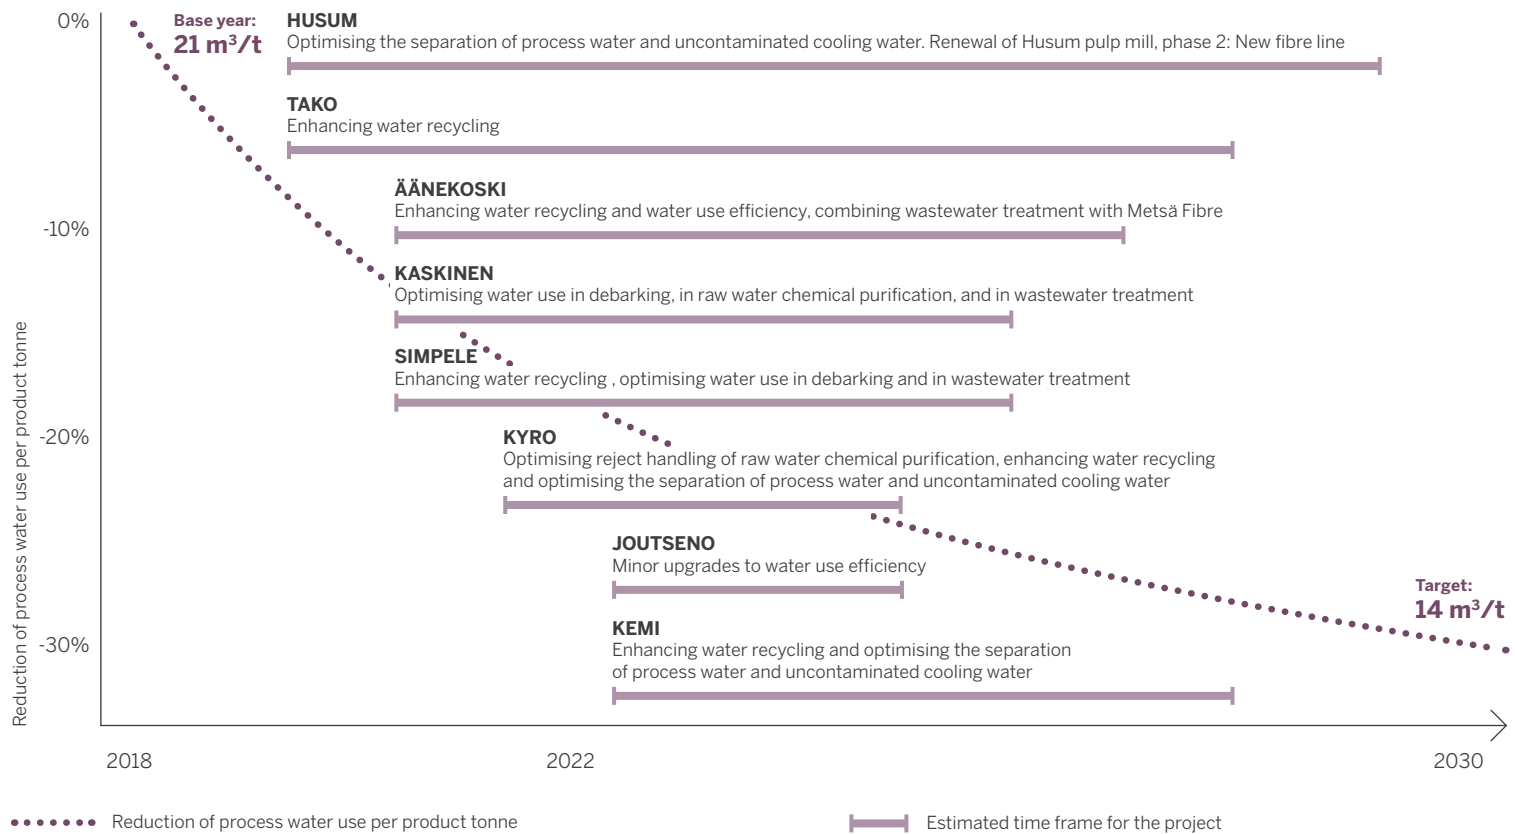 0%
Base year:
21 m³/t
HUSUM
Optimising the separation of process water and uncontaminated cooling water. Renewal of Husum pulp mill, phase 2: New fibre line
TAKO
Enhancing water recycling
ÄÄNEKOSKI
Enhancing water recycling and water use efficiency, combining wastewater treatment with Metsä Fibre
-10%
KASKINEN
Optimising water use in debarking, in raw water chemical purification, and in wastewater treatment
SIMPELE
Enhancing water recycling , optimising water use in debarking and in wastewater treatment
-20%
KYRO
Optimising reject handling of raw water chemical purification, enhancing water recycling
and optimising the separation of process water and uncontaminated cooling water
JOUTSENO
Minor upgrades to water use efficiency
Target:
14 m³/t
KEMI
Enhancing water recycling and optimising the separation
of process water and uncontaminated cooling water
-30%
Reduction of process water use per product tonne
2018
2022
2030
Reduction of process water use per product tonne
Estimated time frame for the project